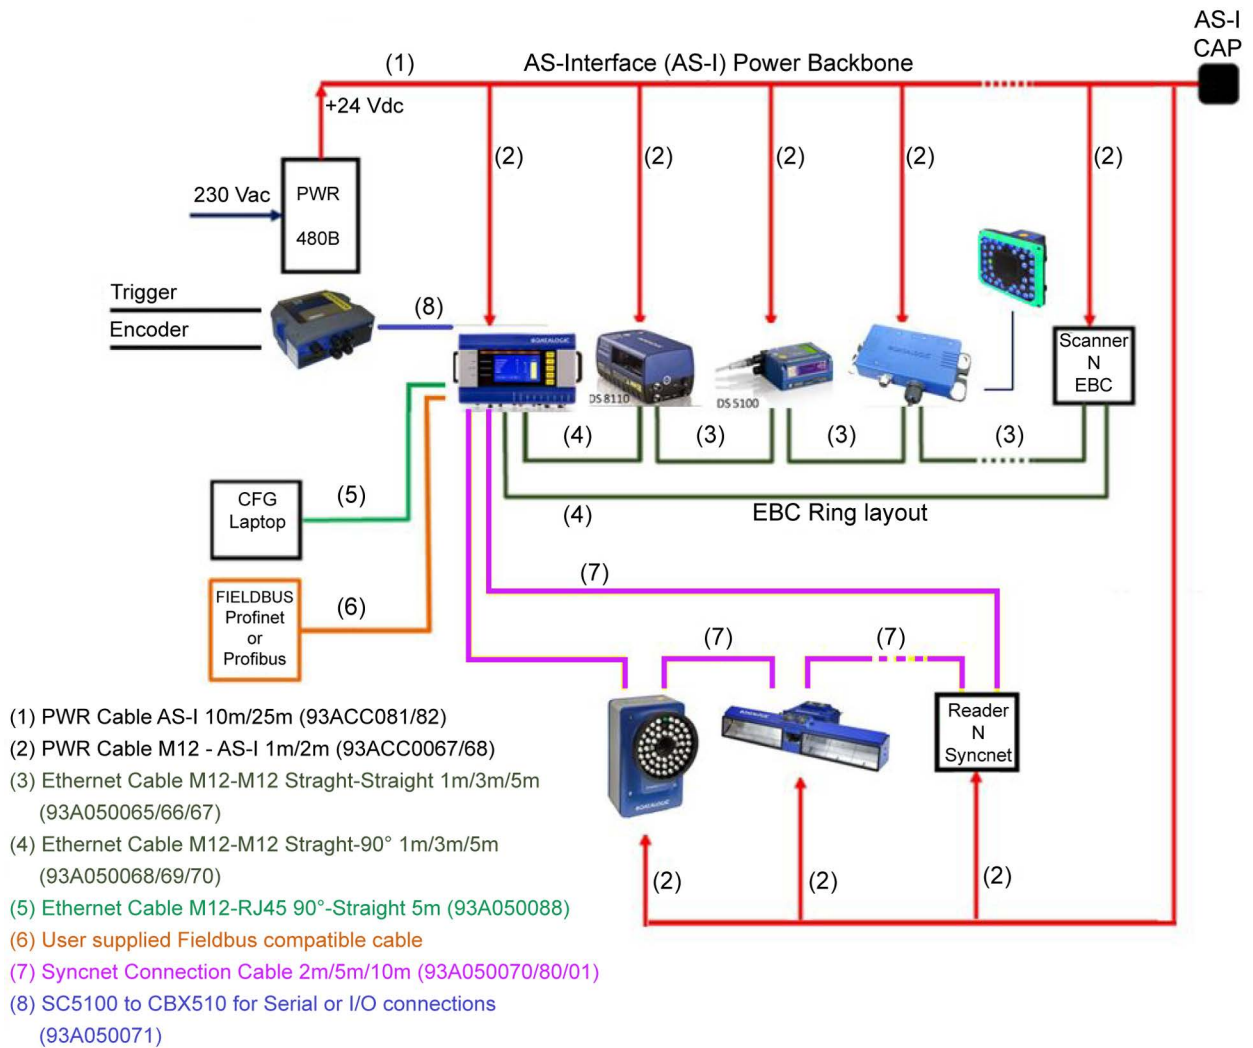 AS-I
CAP
(1)
AS-Interface (AS-I) Power Backbone
+24 Vdc
(2)
(2)
(2)
(2)
(2)
230 Vac
PWR
480B
Trigger
Encoder
(8)
DATALOGIC
DS 8110
DS 5100
DATALOGIC
Scanner
N
EBC
(4)
(3)
(3)
(3)
(4)
EBC Ring layout
CFG
Laptop
(5)
FIELDBUS
Profinet
or
Profibus
(6)
(7)
(7)
(7)
Reader
N
Syncnet
DATALOGIC
(2)
(2)
(2)
(1) PWR Cable AS-I 10m/25m (93ACC081/82)
(2) PWR Cable M12 - AS-I 1m/2m (93ACC0067/68)
(3) Ethernet Cable M12-M12 Straght-Straight 1m/3m/5m
(93A050065/66/67)
(4) Ethernet Cable M12-M12 Straght-90° 1m/3m/5m
(93A050068/69/70)
(5) Ethernet Cable M12-RJ45 90°-Straight 5m (93A050088)
(6) User supplied Fieldbus compatible cable
(7) Syncnet Connection Cable 2m/5m/10m (93A050070/80/01)
(8) SC5100 to CBX510 for Serial or I/O connections
(93A050071)